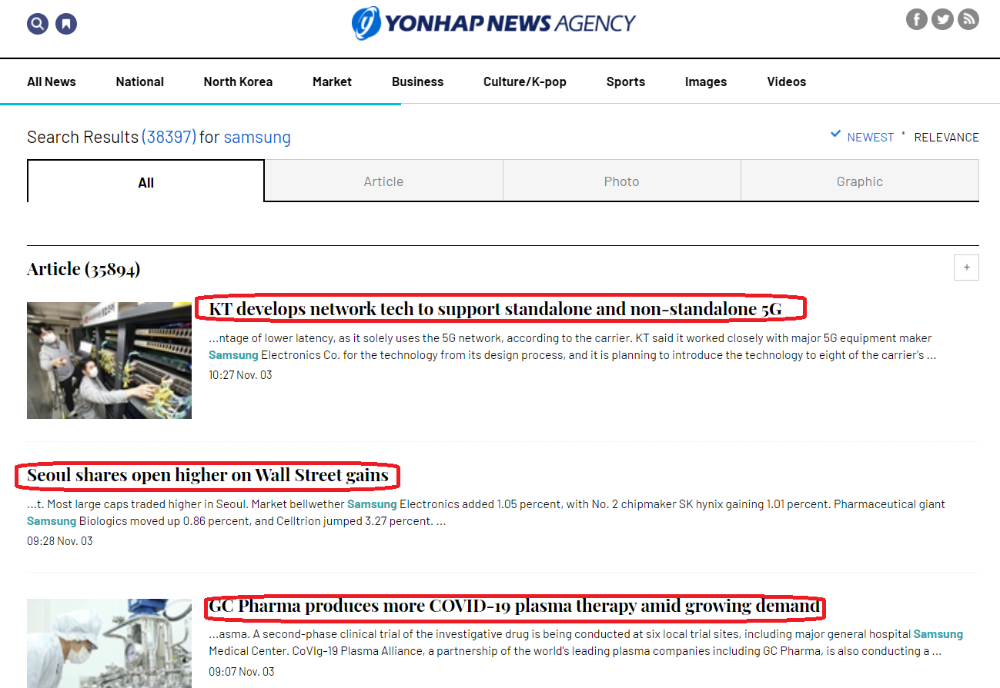 YONHAP NEWS AGENCY
All News National North Korea Market Business Culture/K-pop Sports Images Videos
Search Results (38397) for samsung
NEWEST RELEVANCE
All Article Photo Graphic
Article (35894)
+
KT develops network tech to support standalone and non-standalone 5G
...ntage of lower latency, as it solely uses the 5G network, according to the carrier. KT said it worked closely with major 5G equipment maker
Samsung Electronics Co. for the technology from its design process, and it is planning to introduce the technology to eight of the carrier's ...
10:27 Nov. 03
Seoul shares open higher on Wall Street gains
...t. Most large caps traded higher in Seoul. Market bellwether Samsung Electronics added 1.05 percent, with No. 2 chipmaker SK hynix gaining 1.01 percent. Pharmaceutical giant
Samsung Biologics moved up 0.86 percent, and Celltrion jumped 3.27 percent. ...
09:28 Nov. 03
GC Pharma produces more COVID-19 plasma therapy amid growing demand
...asma. A second-phase clinical trial of the investigative drug is being conducted at six local trial sites, including major general hospital Samsung
Medical Center. CoVIg-19 Plasma Alliance, a partnership of the world's leading plasma companies including GC Pharma, is also conducting a ...
09:07 Nov. 03